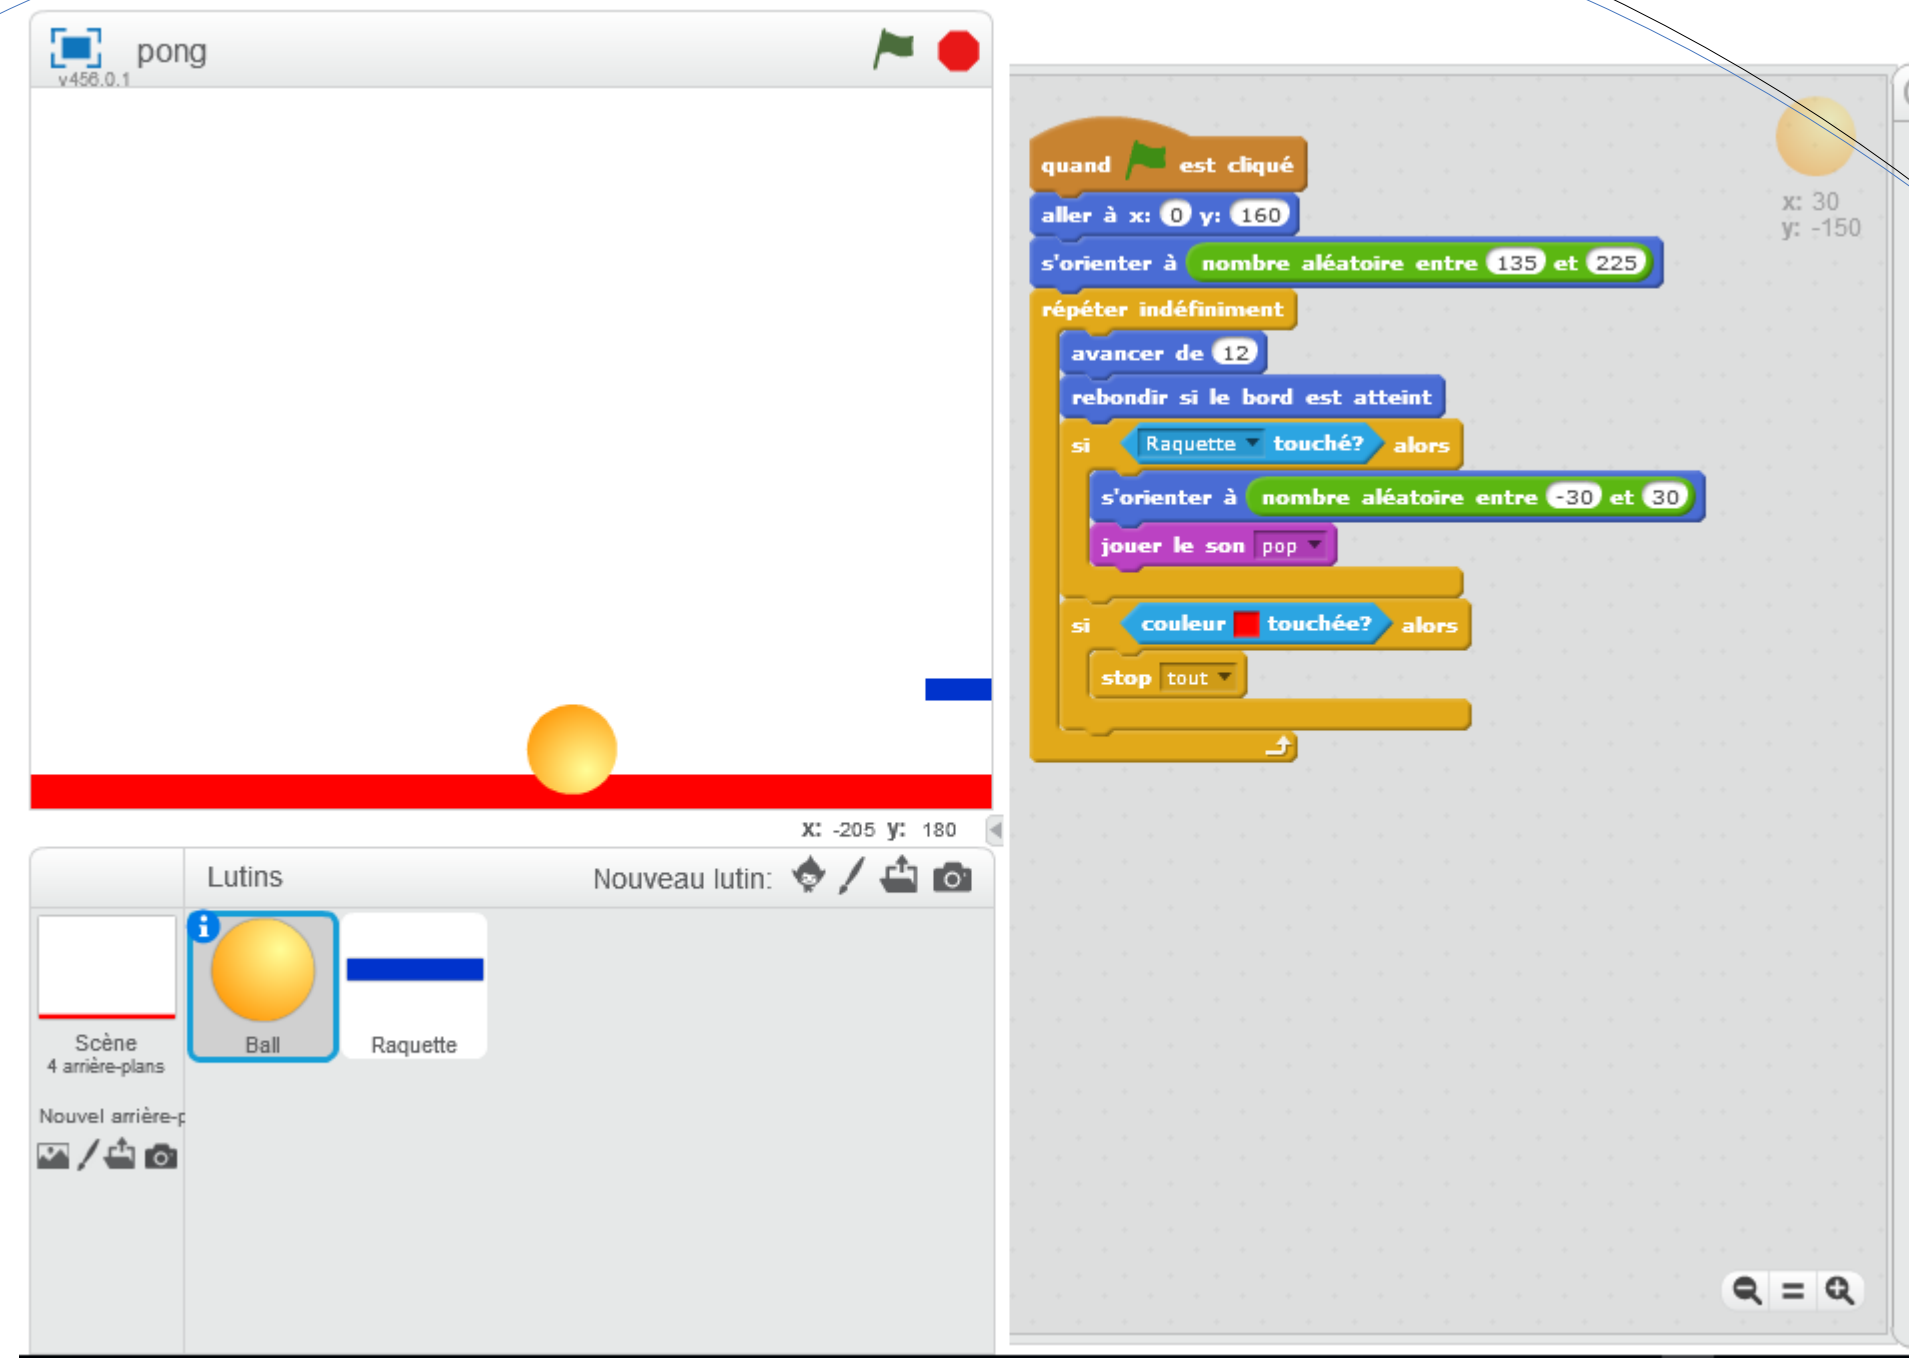 pong
v456.0.1
x: -205 y: 180
Lutins
Nouveau lutin:
Scène
4 arrière-plans
Nouvel arrière-p
Ball
Raquette
quand est cliqué
aller à x: 0 y: 160
s'orienter à nombre aléatoire entre 135 et 225
répéter indéfiniment
avancer de 12
rebondir si le bord est atteint
si Raquette touché? alors
s'orienter à nombre aléatoire entre -30 et 30
jouer le son pop
si couleur touchée? alors
stop tout
x: 30
y: -150